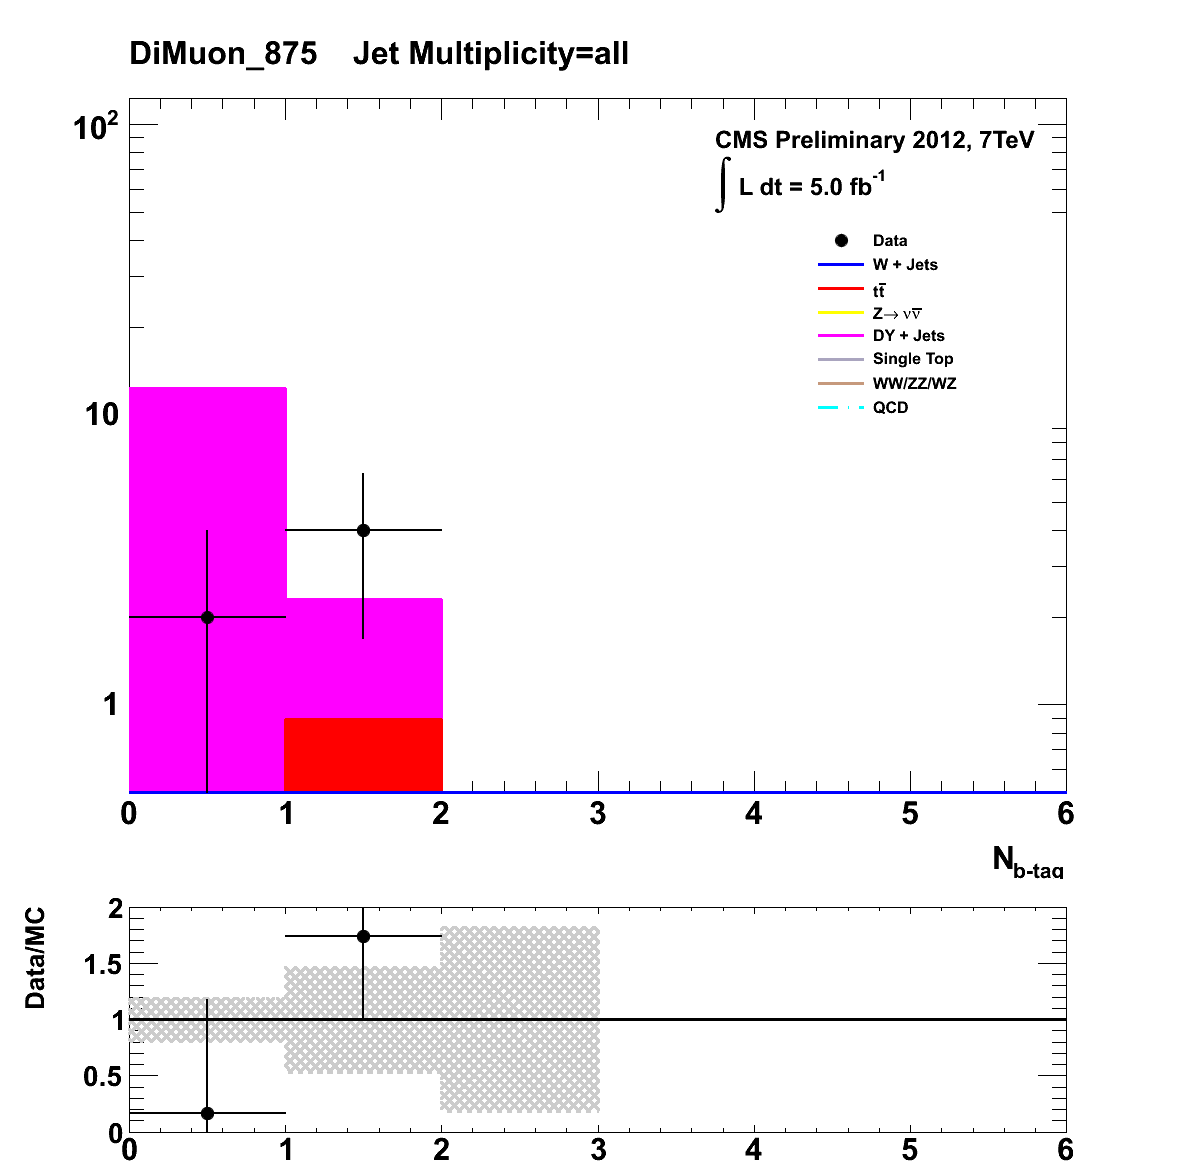 DiMuon_875 Jet Multiplicity=all
10²
CMS Preliminary 2012, 7TeV
∫ L dt = 5.0 fb⁻¹
Data
W + Jets
tt̅
Z→ νν̅
DY + Jets
Single Top
WW/ZZ/WZ
QCD
10
1
0 1 2 3 4 5 6
N b-tag
Data/MC
2
1.5
1
0.5
0
0 1 2 3 4 5 6